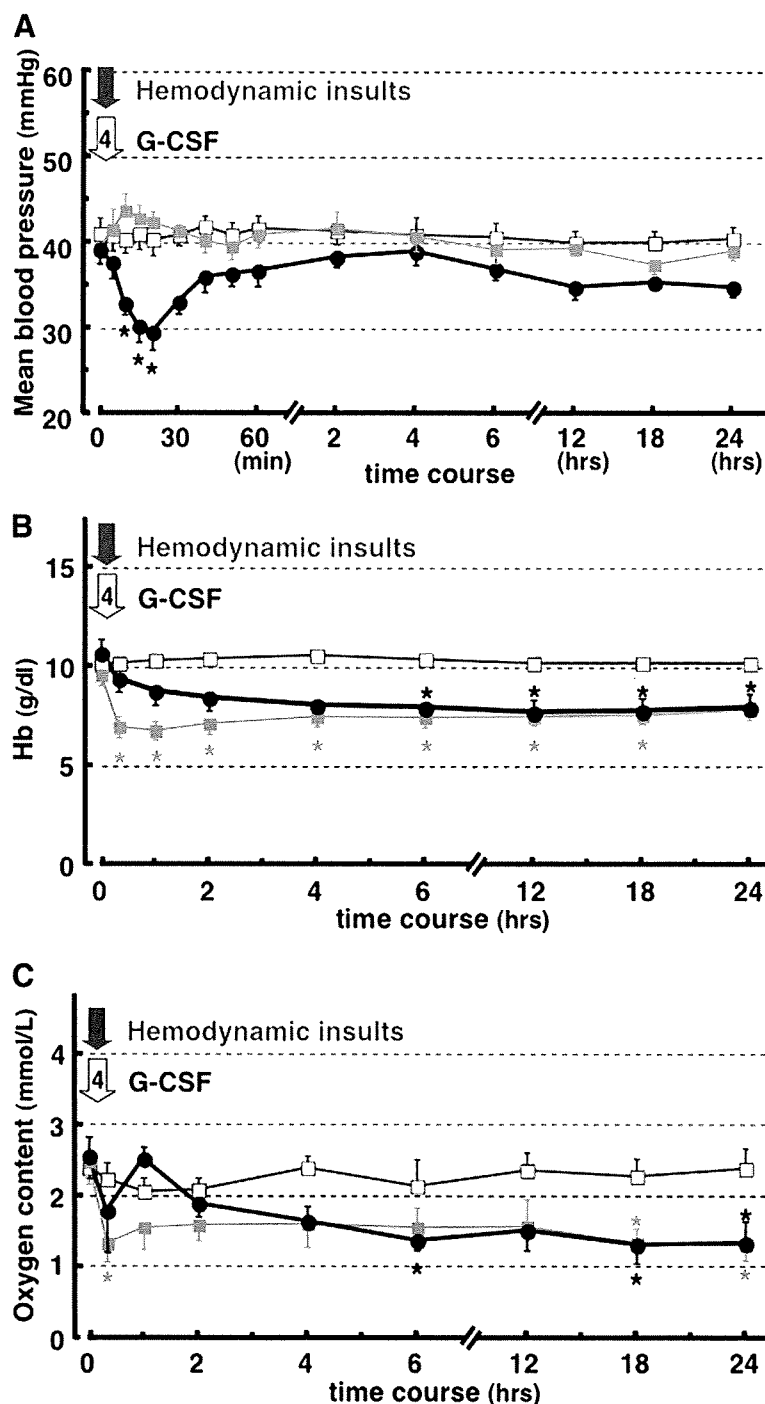 A
Mean blood pressure (mmHg)
60
50
40
30
20
Hemodynamic insults
4 G-CSF
* * *
0 30 60 2 4 6 12 18 24
(min) (hrs) (hrs)
time course
B
Hb (g/dl)
15
10
5
0
Hemodynamic insults
4 G-CSF
* * * *
* * * * * * *
0 2 4 6 12 18 24
time course (hrs)
C
Oxygen content (mmol/L)
4
3
2
1
0
Hemodynamic insults
4 G-CSF
* *
* * * *
0 2 4 6 12 18 24
time course (hrs)